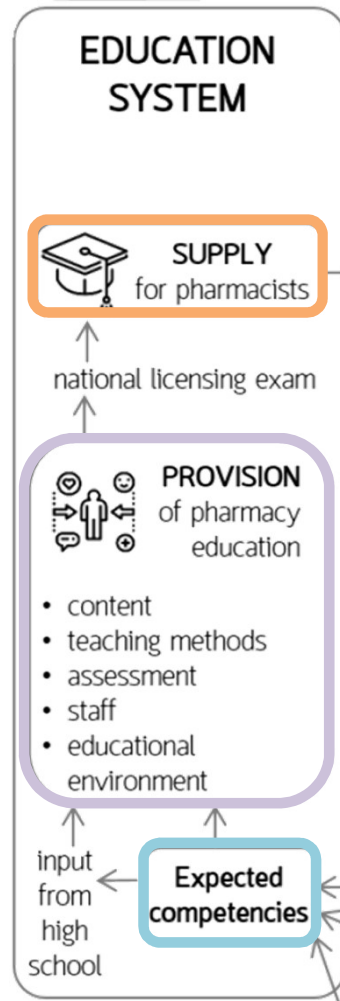 EDUCATION
SYSTEM
SUPPLY
for pharmacists
national licensing exam
PROVISION
of pharmacy
education
• content
• teaching methods
• assessment
• staff
• educational
environment
input
from
high
school
Expected
competencies